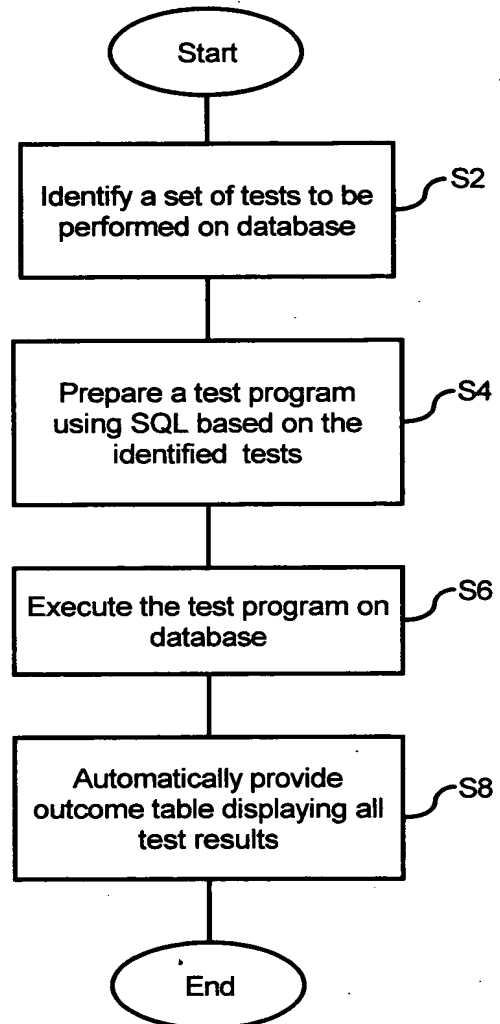 Start
Identify a set of tests to be
performed on database
S2
Prepare a test program
using SQL based on the
identified tests
S4
Execute the test program on
database
S6
Automatically provide
outcome table displaying all
test results
S8
End